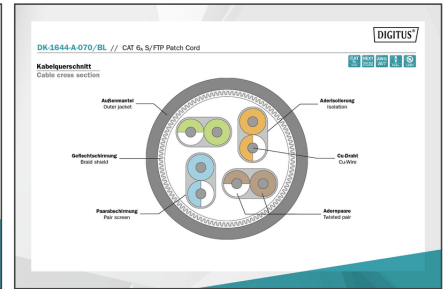 DIGITUS®
DK-1644-A-070/BL // CAT 6A S/FTP Patch Cord
Kabelquerschnitt
Cable cross section
Außenmantel
Outer jacket
Aderisolierung
Isolation
Geflechtschirmung
Braid shield
Cu-Draht
Cu-Wire
Paarabschirmung
Pair screen
Adernpaare
Twisted pair